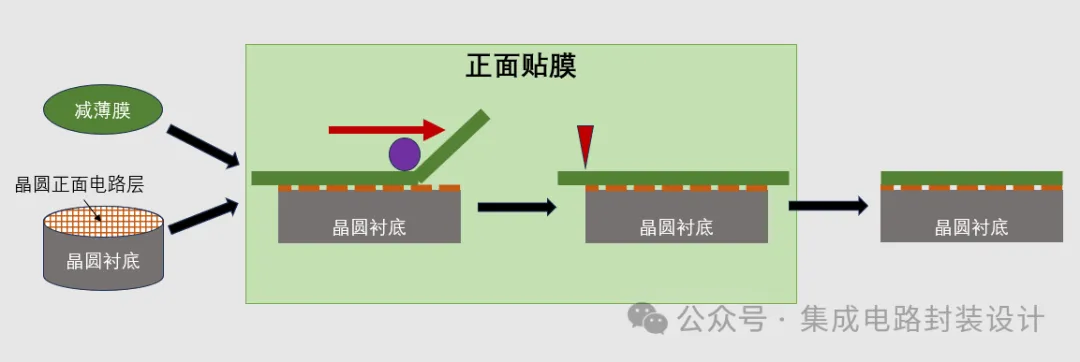 正面贴膜
减薄膜
晶圆正面电路层
晶圆衬底
晶圆衬底
晶圆衬底
晶圆衬底
公众号·集成电路封装设计